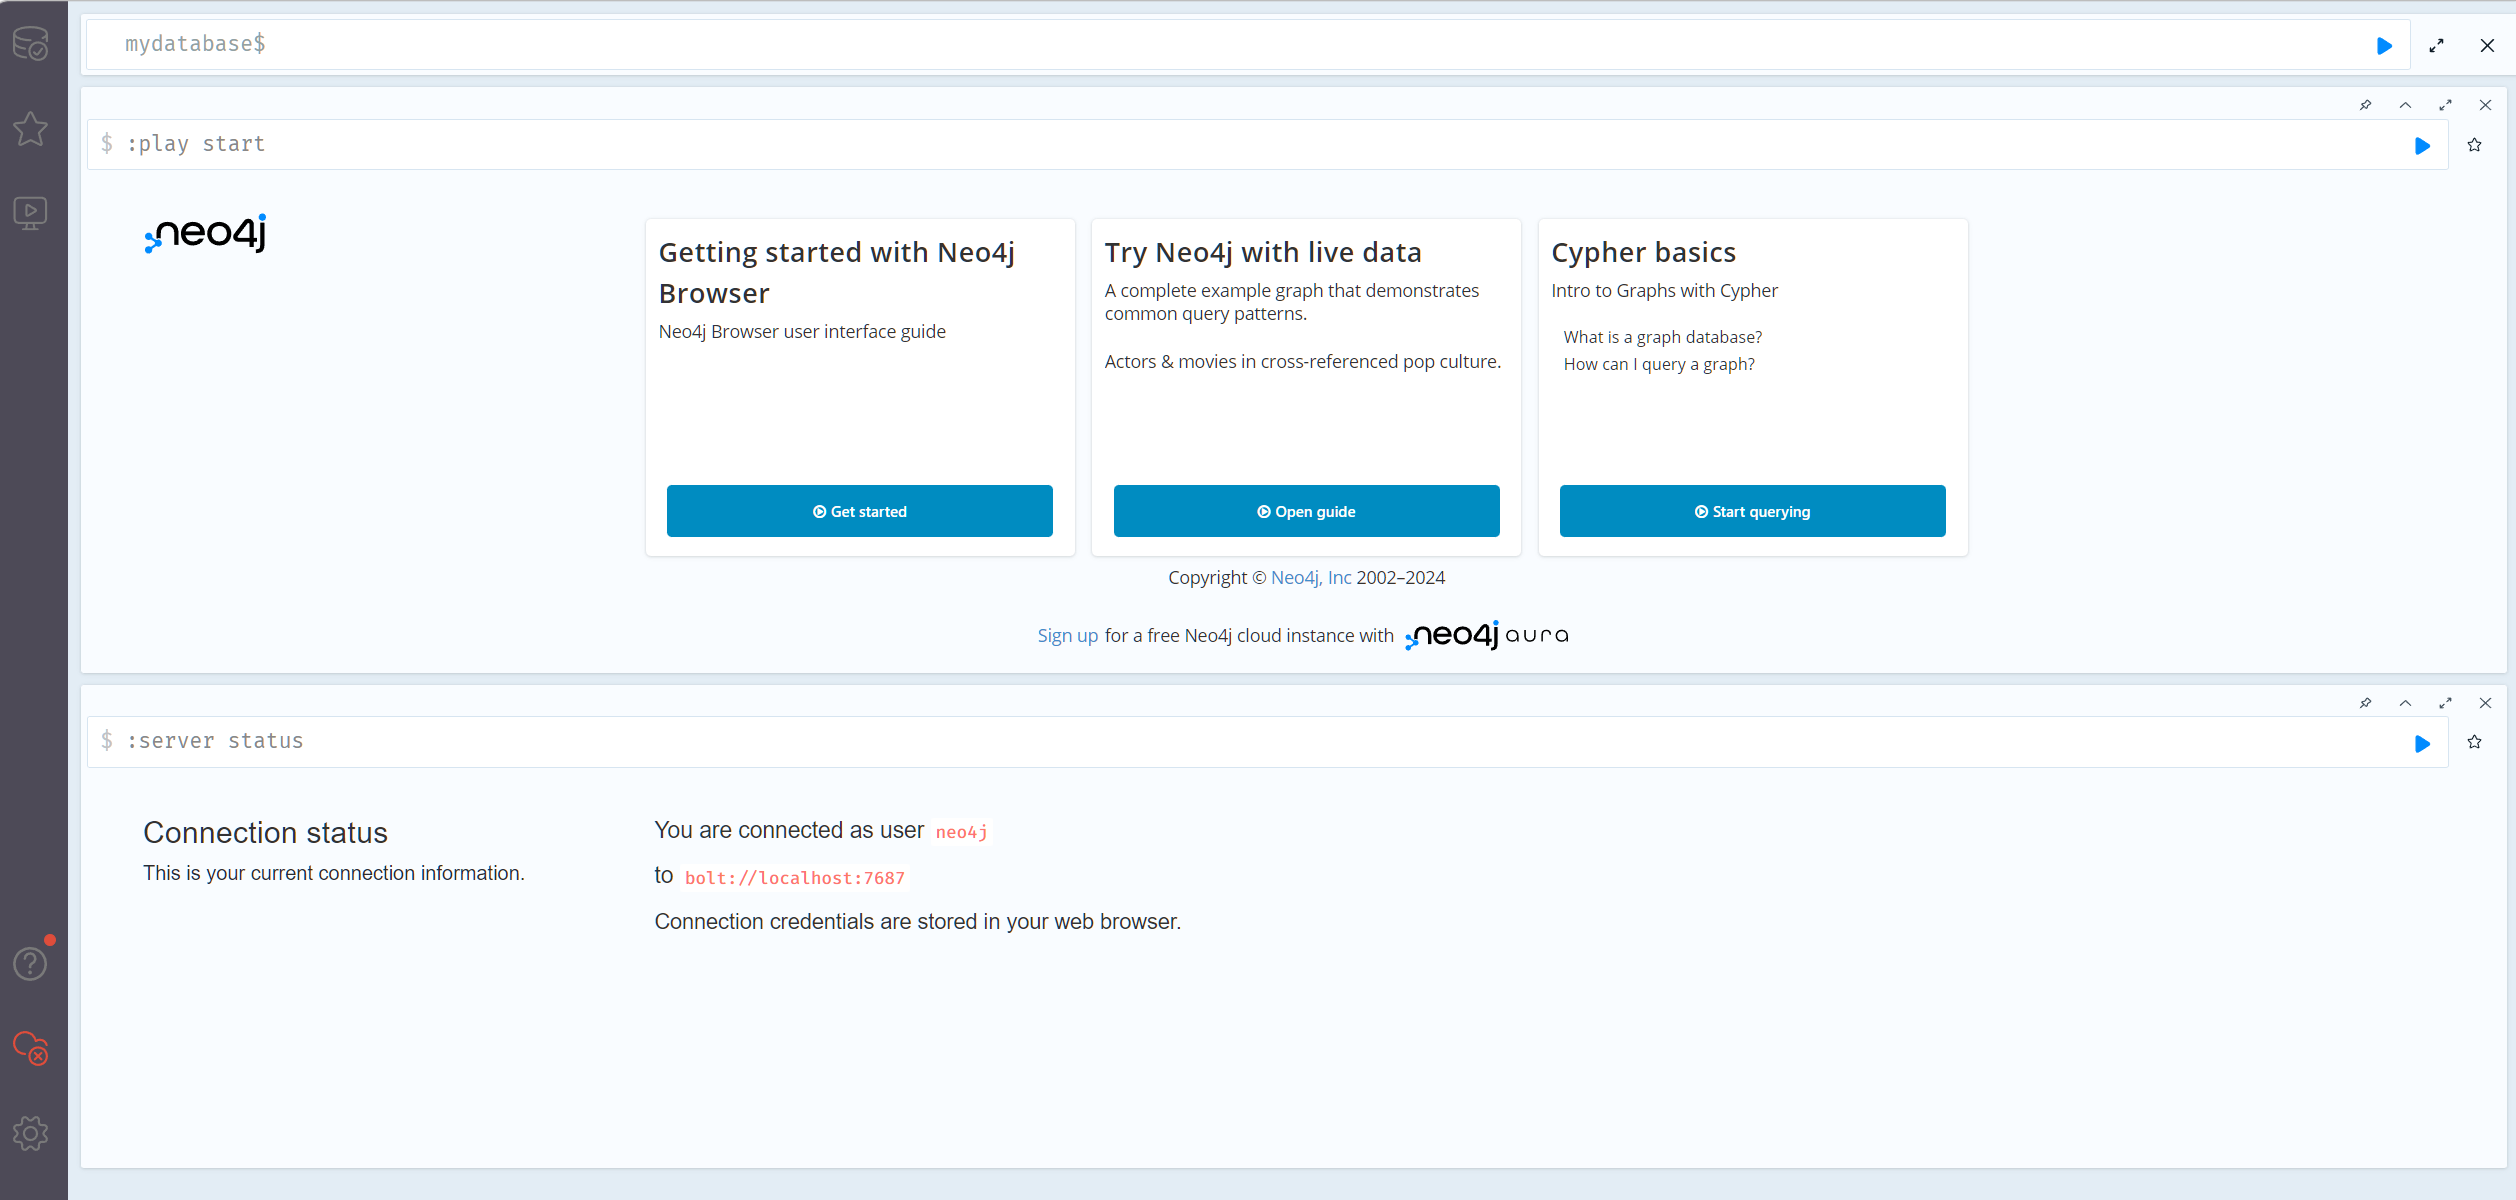 mydatabase$
$ :play start
neo4j
Getting started with Neo4j
Browser
Neo4j Browser user interface guide
Get started
Try Neo4j with live data
A complete example graph that demonstrates
common query patterns.
Actors & movies in cross-referenced pop culture.
Open guide
Cypher basics
Intro to Graphs with Cypher
What is a graph database?
How can I query a graph?
Start querying
Copyright © Neo4j, Inc 2002–2024
Sign up for a free Neo4j cloud instance with neo4j aura
$ :server status
Connection status
This is your current connection information.
You are connected as user neo4j
to bolt://localhost:7687
Connection credentials are stored in your web browser.